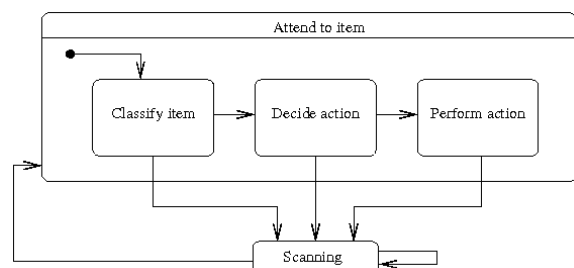 Attend to item
Classify item
Decide action
Perform action
Scanning